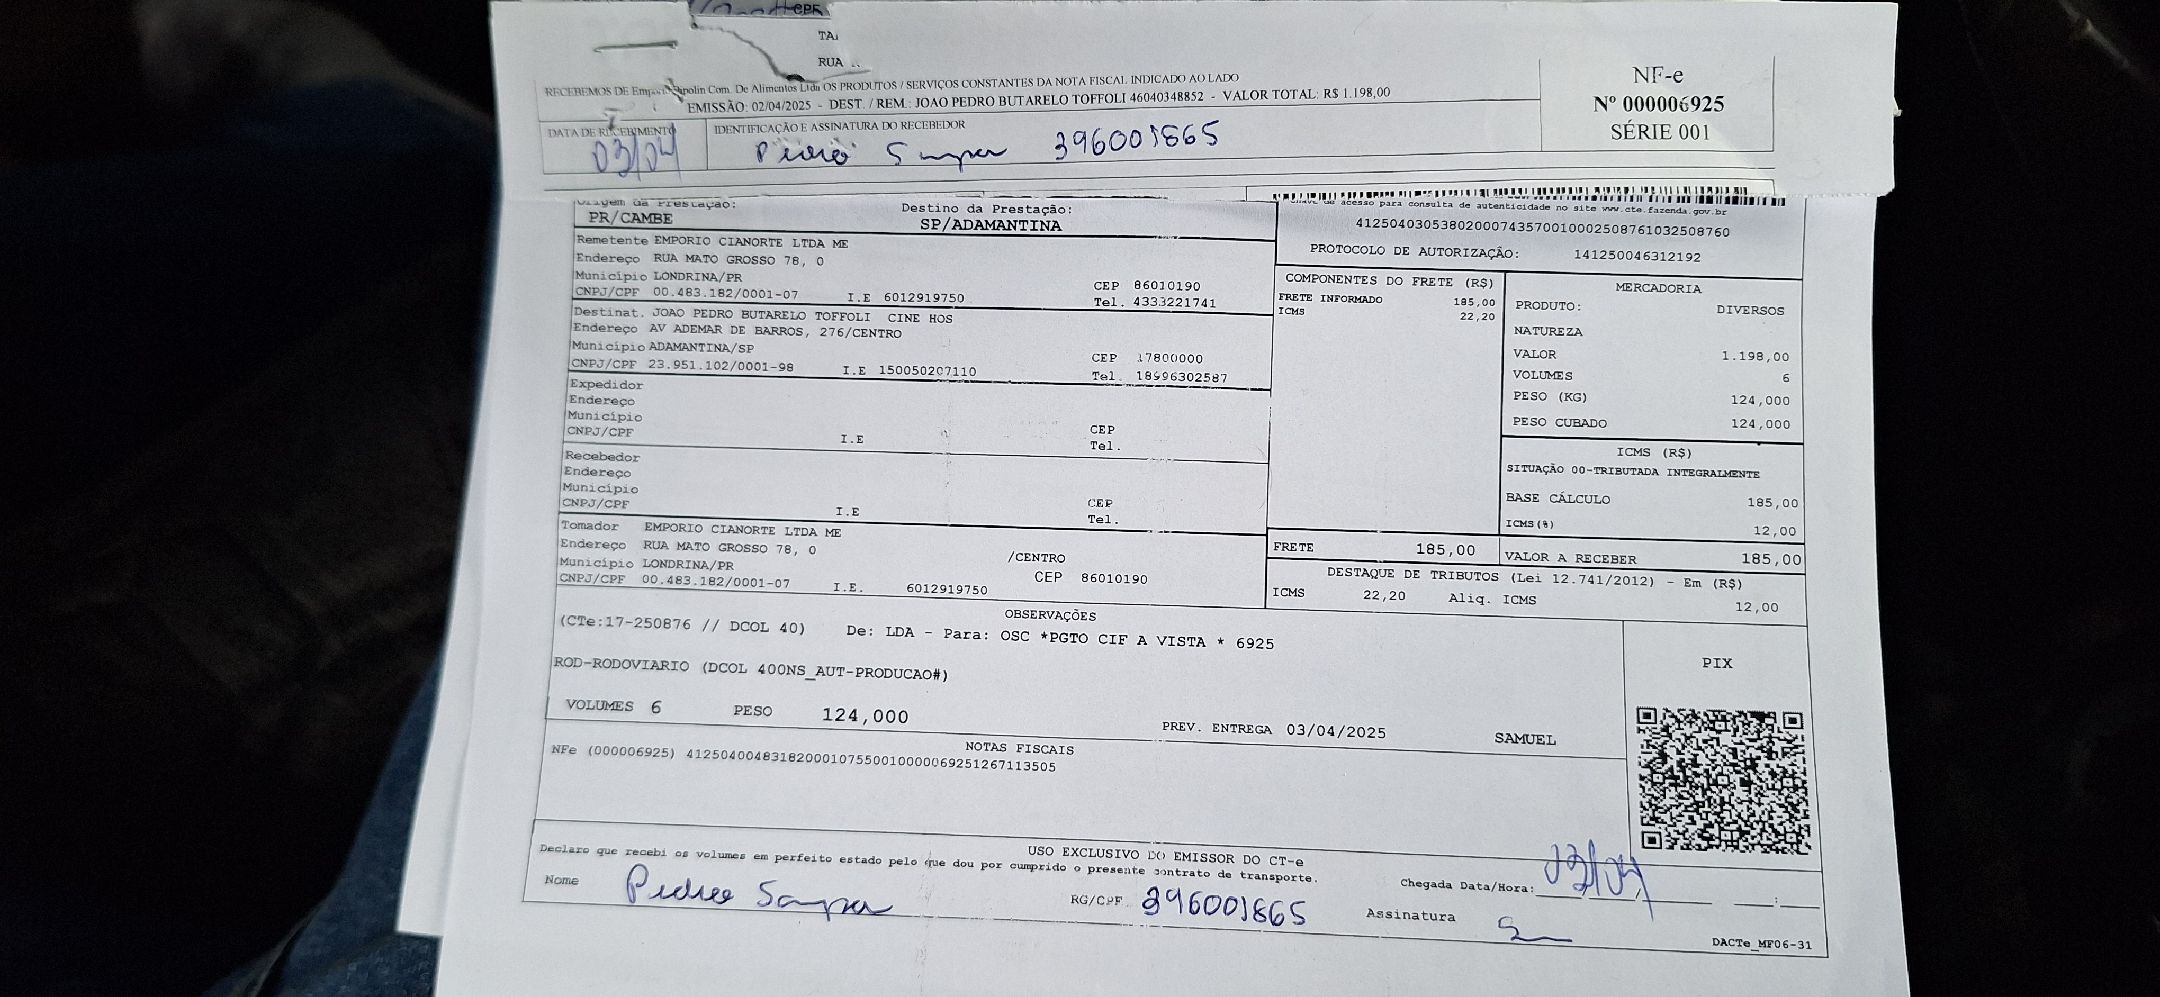 CPF
TA
RUA
RECEBEMOS DE Emporio Com. De Alimentos Ltda OS PRODUTOS / SERVIÇOS CONSTANTES DA NOTA FISCAL INDICADO AO LADO
EMISSÃO: 02/04/2025 - DEST. / REM.: JOAO PEDRO BUTARELO TOFFOLI 46040348852 - VALOR TOTAL: R$ 1.198,00
DATA DE RECEBIMENTO
03/04
IDENTIFICAÇÃO E ASSINATURA DO RECEBEDOR
Pedro 396001865
NF-e
Nº 000006925
SÉRIE 001
Origem da Prestação:
PR/CAMBE
Destino da Prestação:
SP/ADAMANTINA
Chave de acesso para consulta de autenticidade no site www.cte.fazenda.gov.br
41250403053802000743570010002508761032508760
PROTOCOLO DE AUTORIZAÇÃO: 141250046312192
Remetente EMPORIO CIANORTE LTDA ME
Endereço RUA MATO GROSSO 78, 0
Município LONDRINA/PR CEP 86010190
CNPJ/CPF 00.483.182/0001-07 I.E 6012919750 Tel. 4333221741
Destinat. JOAO PEDRO BUTARELO TOFFOLI CINE HOS
Endereço AV ADEMAR DE BARROS, 276/CENTRO
Município ADAMANTINA/SP CEP 17800000
CNPJ/CPF 23.951.102/0001-98 I.E 150050207110 Tel. 18996302587
Expedidor
Endereço
Município CEP
CNPJ/CPF I.E Tel.
Recebedor
Endereço
Município CEP
CNPJ/CPF I.E Tel.
Tomador EMPORIO CIANORTE LTDA ME
Endereço RUA MATO GROSSO 78, 0 /CENTRO
Município LONDRINA/PR CEP 86010190
CNPJ/CPF 00.483.182/0001-07 I.E. 6012919750
COMPONENTES DO FRETE (R$)
FRETE INFORMADO 185,00
ICMS 22,20
MERCADORIA
PRODUTO: DIVERSOS
NATUREZA
VALOR 1.198,00
VOLUMES 6
PESO (KG) 124,000
PESO CUBADO 124,000
ICMS (R$)
SITUAÇÃO 00-TRIBUTADA INTEGRALMENTE
BASE CÁLCULO 185,00
ICMS(%) 12,00
FRETE 185,00
VALOR A RECEBER 185,00
DESTAQUE DE TRIBUTOS (Lei 12.741/2012) - Em (R$)
ICMS 22,20 Aliq. ICMS 12,00
OBSERVAÇÕES
(CTe:17-250876 // DCOL 40) De: LDA - Para: OSC *PGTO CIF A VISTA * 6925
ROD-RODOVIARIO (DCOL 400NS_AUT-PRODUCAO#)
VOLUMES 6 PESO 124,000 PREV. ENTREGA 03/04/2025 SAMUEL
PIX
NOTAS FISCAIS
NFe (000006925) 41250400483182000107550010000069251267113505
USO EXCLUSIVO DO EMISSOR DO CT-e
Declaro que recebi os volumes em perfeito estado pelo que dou por cumprido o presente contrato de transporte.
Nome Pedro
RG/CPF 396001865
Chegada Data/Hora: 03/04 :
Assinatura
DACTe_MF06-31